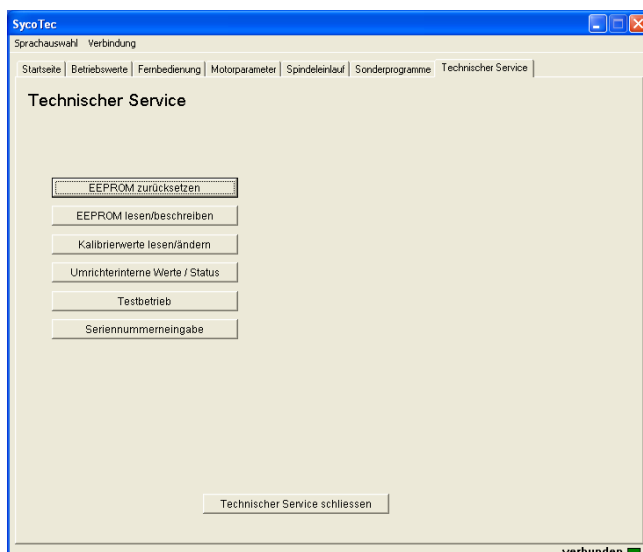 SycoTec
Sprachauswahl Verbindung
Startseite Betriebswerte Fernbedienung Motorparameter Spindeleinlauf Sonderprogramme Technischer Service
Technischer Service
EEPROM zurücksetzen
EEPROM lesen/beschreiben
Kalibrierwerte lesen/ändern
Umrichterinterne Werte / Status
Testbetrieb
Seriennummerneingabe
Technischer Service schliessen
verbunden